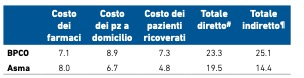 Costo dei farmaci Costo dei pz a domicilio Costo dei pazienti ricoverati Totale diretto# Totale indiretto¶
BPCO 7.1 8.9 7.3 23.3 25.1
Asma 8.0 6.7 4.8 19.5 14.4